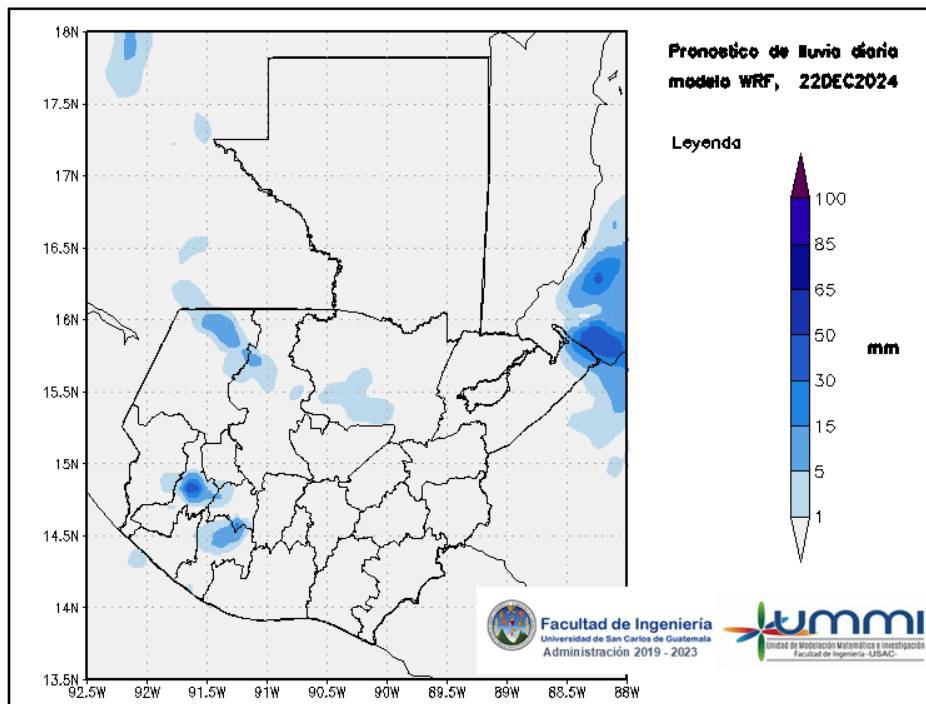 Pronostico de lluvia diaria
modelo WRF, 22DEC2024
Leyenda
100
85
65
50
30
15
5
1
mm
18N
17.5N
17N
16.5N
16N
15.5N
15N
14.5N
14N
13.5N
92.5W
92W
91.5W
91W
90.5W
90W
89.5W
89W
88.5W
88W
Facultad de Ingeniería
Universidad de San Carlos de Guatemala
Administración 2019 - 2023
ummi
Unidad de Modelación Matemática e Investigación
Facultad de Ingeniería -USAC-